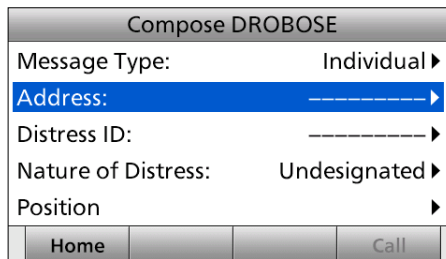 Compose DROBOSE
Message Type: Individual▶
Address: –––––––––▶
Distress ID: –––––––––▶
Nature of Distress: Undesignated▶
Position ▶
Home Call